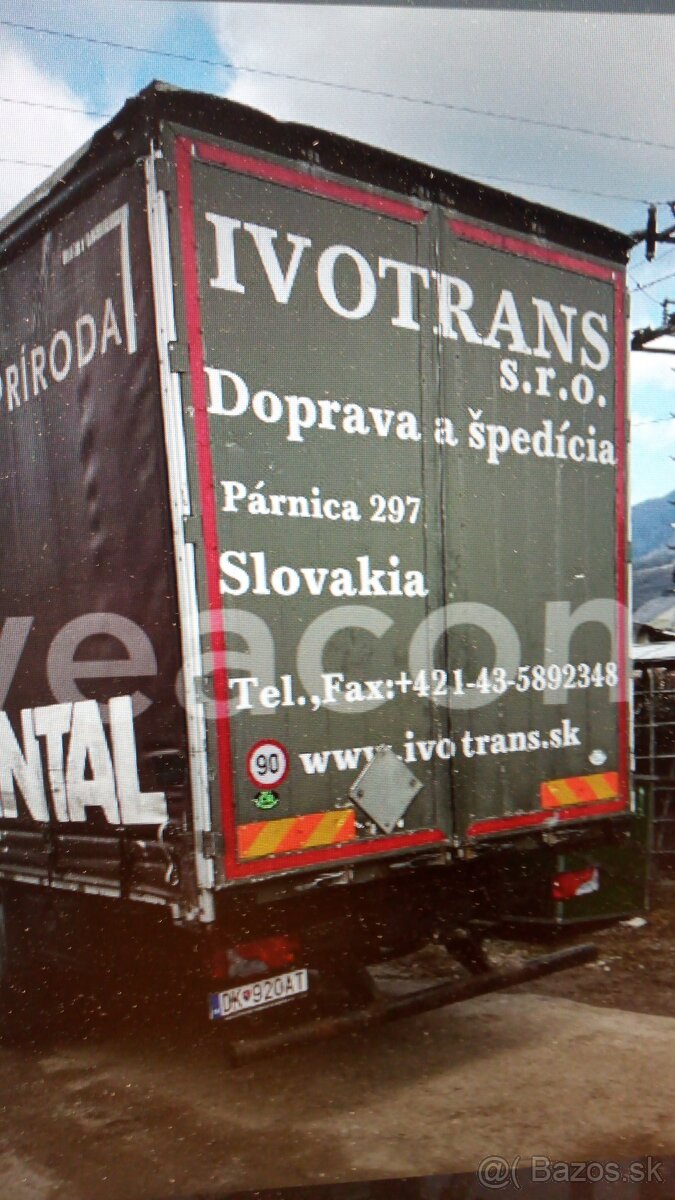 IVOTRANS
s.r.o.
Doprava a špedícia
Párnica 297
Slovakia
Tel.,Fax:+421-43-5892348
www.ivotrans.sk
90
PRÍRODA
NTAL
DK 920AT
veacon
@( Bazos.sk